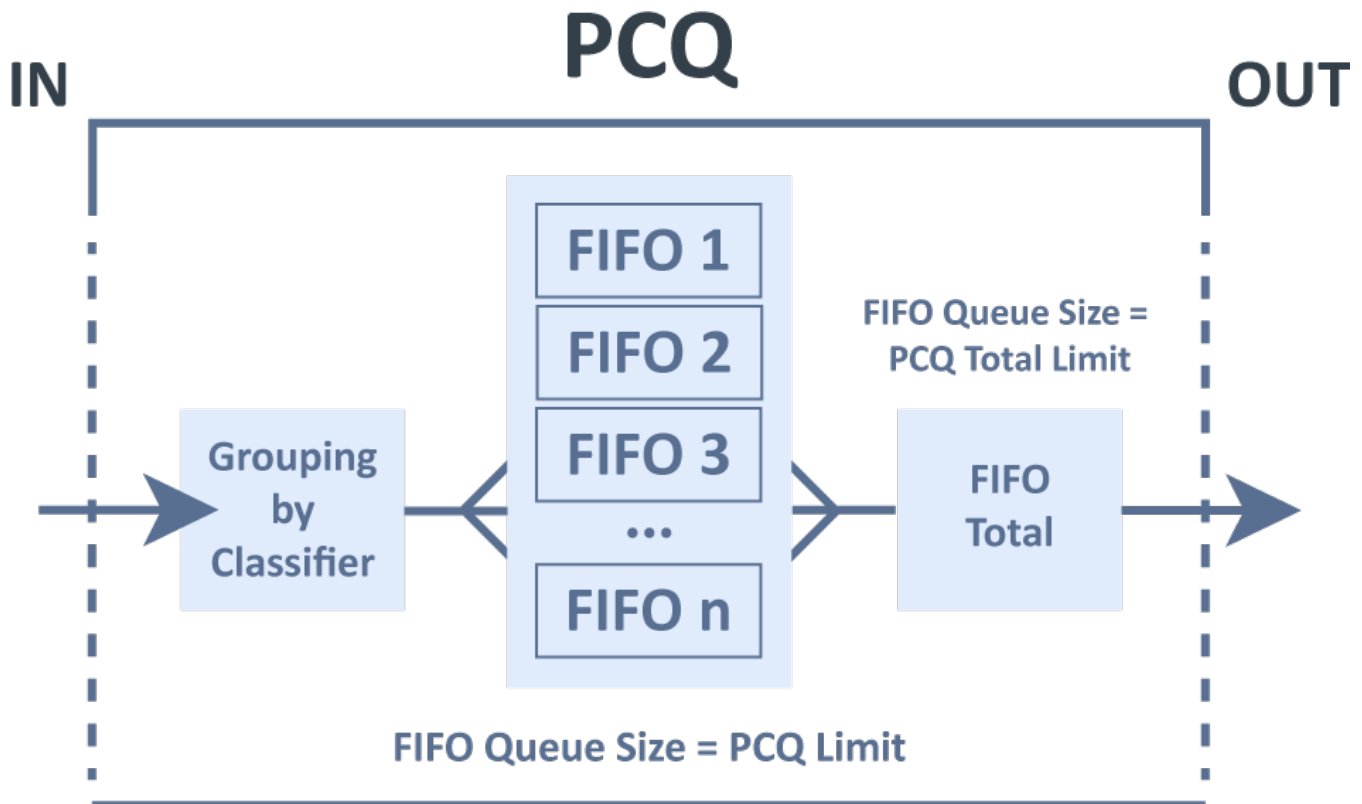 PCQ
IN
OUT
FIFO 1
FIFO 2
FIFO 3
...
FIFO n
Grouping
by
Classifier
FIFO Queue Size =
PCQ Total Limit
FIFO
Total
FIFO Queue Size = PCQ Limit